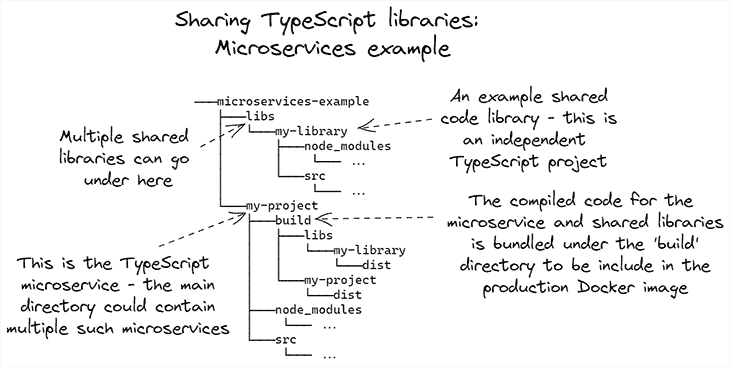 Sharing TypeScript libraries:
Microservices example
microservices-example
libs
my-library
node_modules
...
src
...
my-project
build
libs
my-library
dist
my-project
dist
node_modules
...
src
...
Multiple shared
libraries can go
under here
An example shared
code library - this is
an independent
TypeScript project
This is the TypeScript
microservice - the main
directory could contain
multiple such microservices
The compiled code for the
microservice and shared libraries
is bundled under the 'build'
directory to be include in the
production Docker image